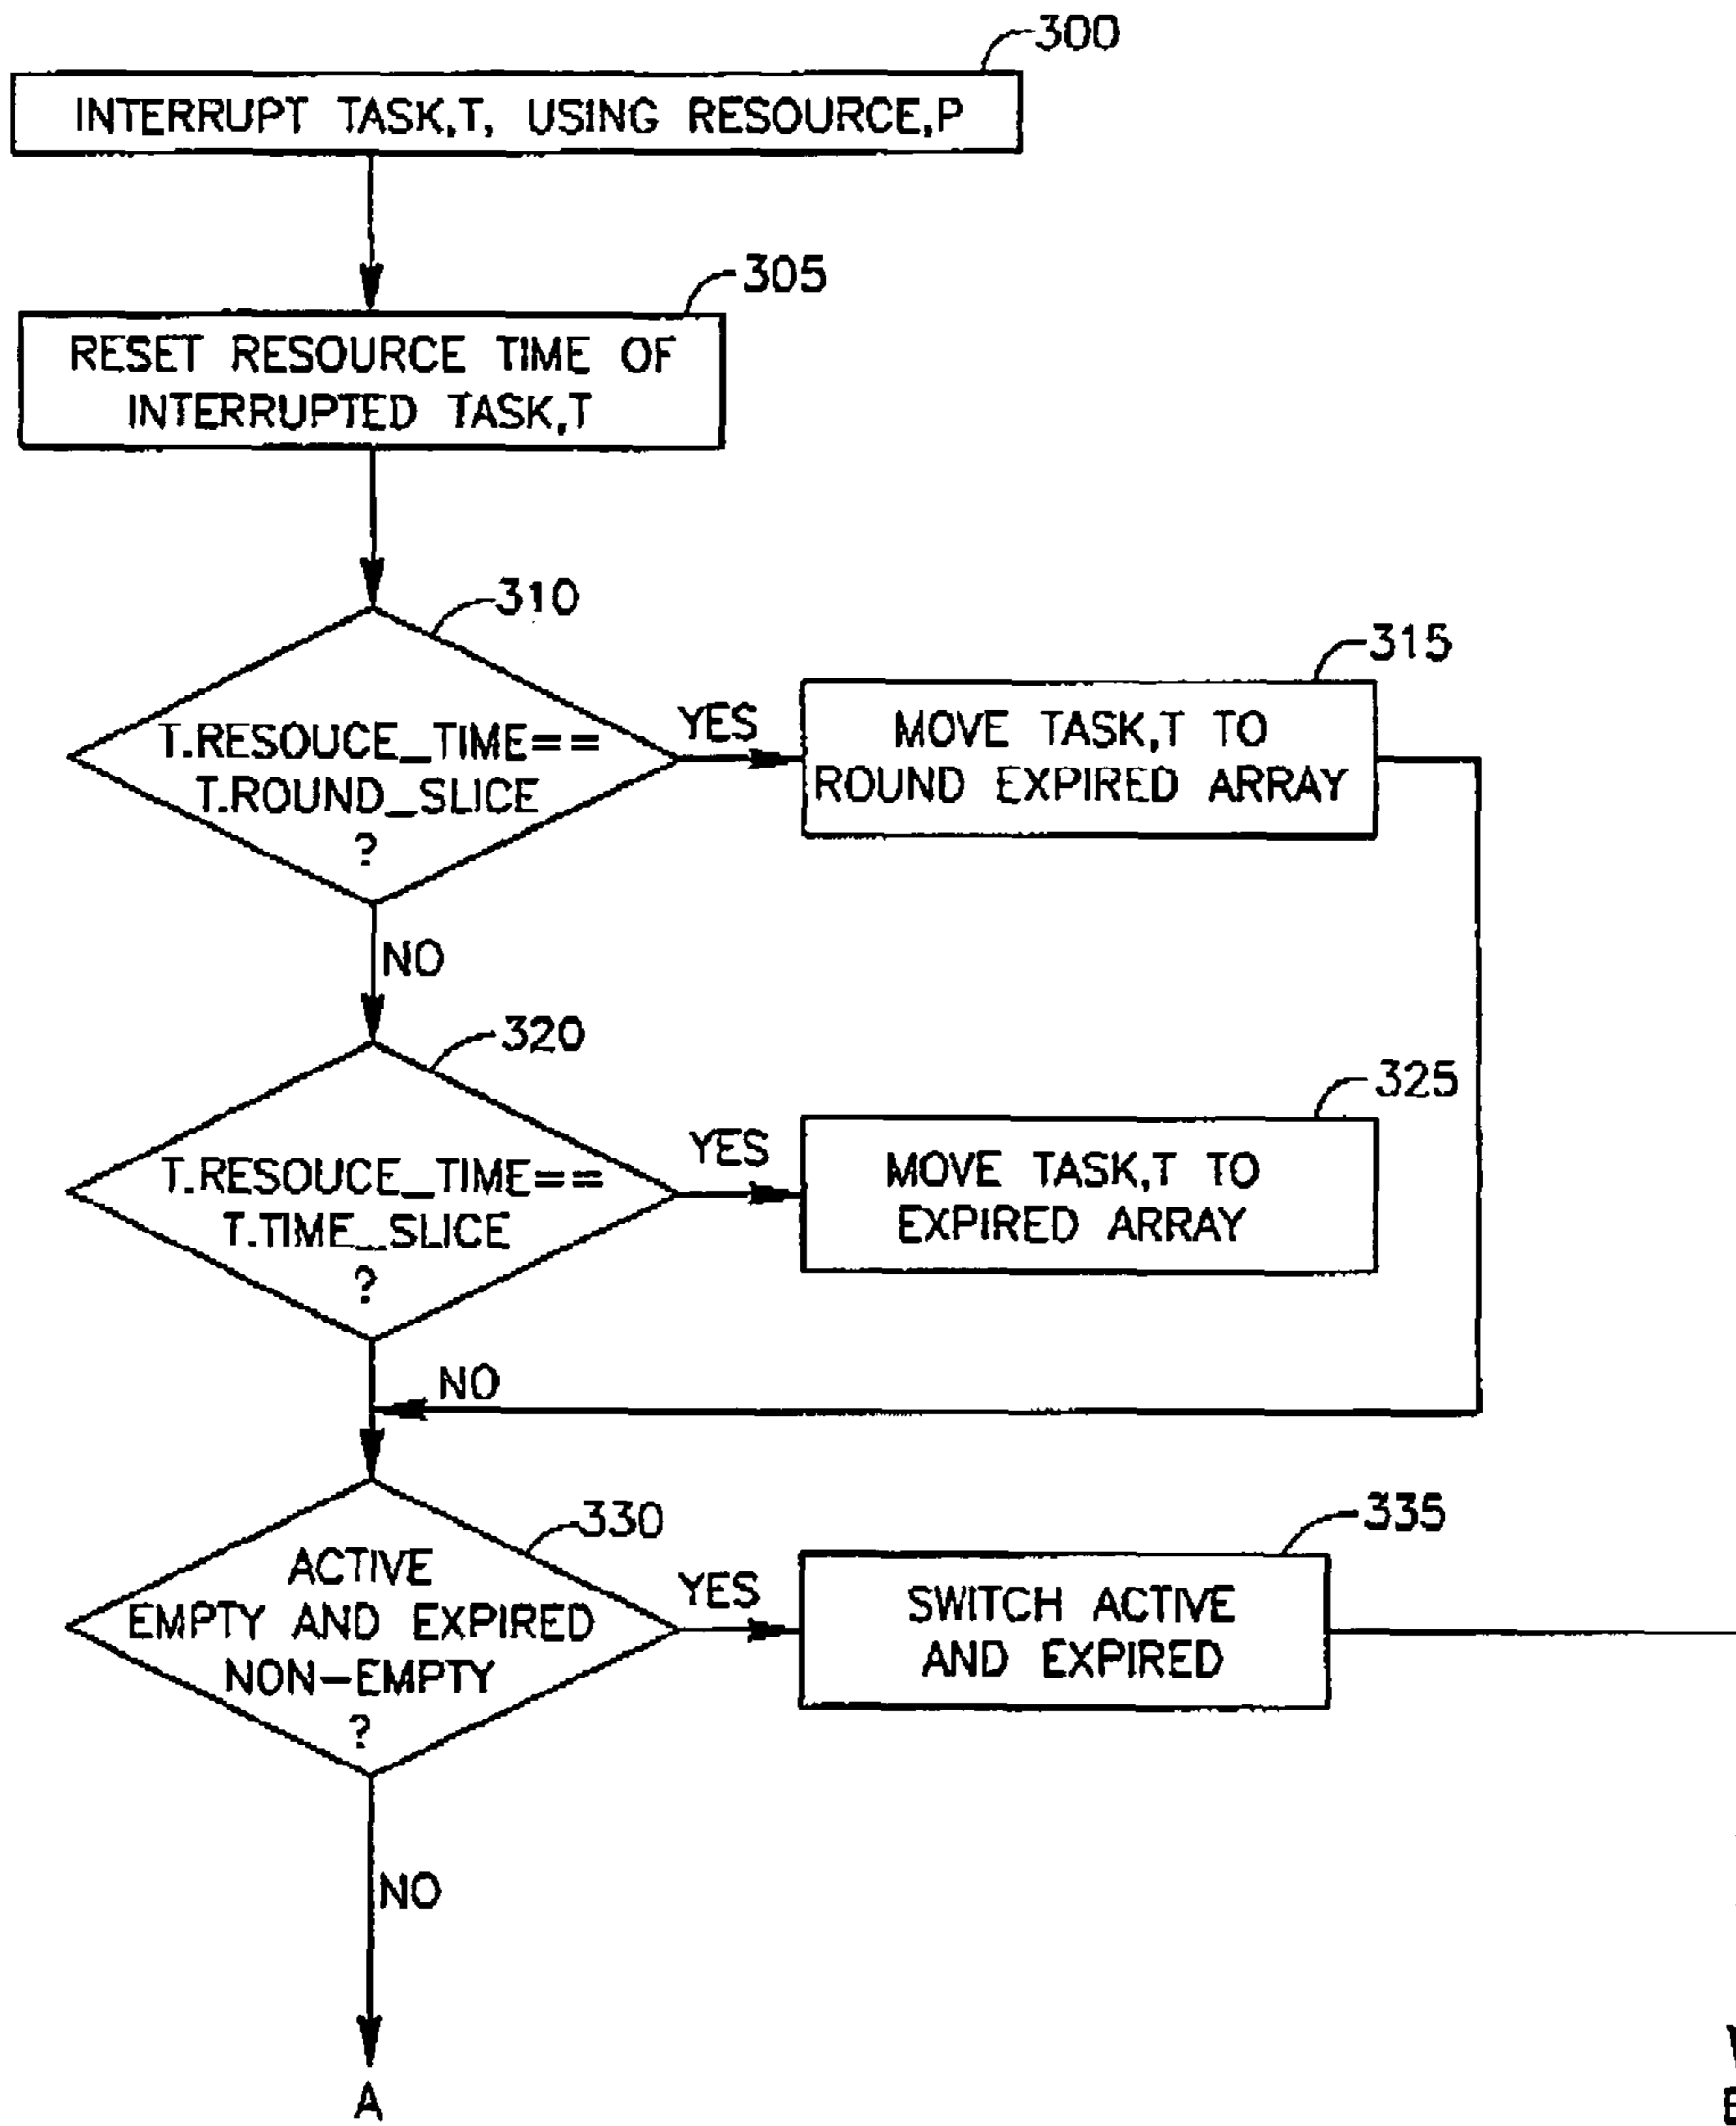 300
INTERRUPT TASK,T, USING RESOURCE,P
305
RESET RESOURCE TIME OF
INTERRUPTED TASK,T
310
T.RESOUCE_TIME==
T.ROUND_SLICE
?
YES
315
MOVE TASK,T TO
ROUND EXPIRED ARRAY
NO
320
T.RESOUCE_TIME==
T.TIME_SLICE
?
YES
325
MOVE TASK,T TO
EXPIRED ARRAY
NO
330
ACTIVE
EMPTY AND EXPIRED
NON-EMPTY
?
YES
335
SWITCH ACTIVE
AND EXPIRED
NO
A